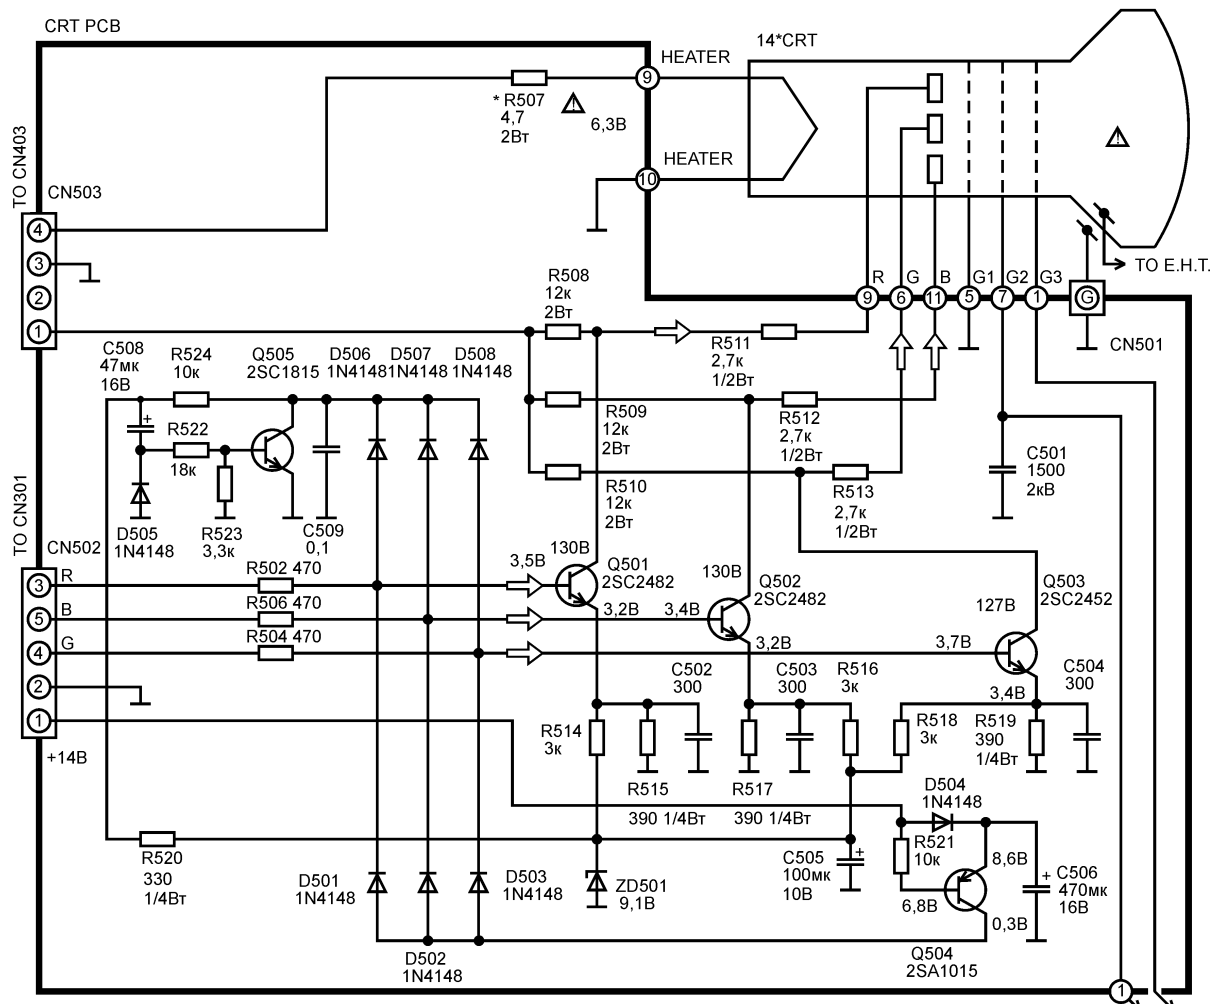 CRT PCB
14*CRT
9
HEATER
* R507
4,7
2Вт
6,3В
HEATER
10
TO CN403
CN503
4
3
2
1
TO E.H.T.
R
G
B
G1
G2
G3
9
6
11
5
7
1
G
CN501
R508
12к
2Вт
R511
2,7к
1/2Вт
C508
47мк
16В
+
R524
10к
Q505
2SC1815
D506
1N4148
D507
1N4148
D508
1N4148
R509
12к
2Вт
R512
2,7к
1/2Вт
R522
18к
R510
12к
2Вт
R513
2,7к
1/2Вт
C501
1500
2кВ
TO CN301
D505
1N4148
R523
3,3к
C509
0,1
CN502
3
R
R502 470
5
B
R506 470
4
G
R504 470
2
1
+14В
3,5В
130В
Q501
2SC2482
3,2В
3,4В
130В
Q502
2SC2482
3,2В
3,7В
127В
Q503
2SC2452
3,4В
C502
300
C503
300
R516
3к
C504
300
R514
3к
R515
390 1/4Вт
R517
390 1/4Вт
R518
3к
R519
390
1/4Вт
D504
1N4148
R521
10к
8,6В
6,8В
0,3В
Q504
2SA1015
+
C506
470мк
16В
R520
330
1/4Вт
D501
1N4148
D502
1N4148
D503
1N4148
ZD501
9,1В
C505
100мк
10В
+
1